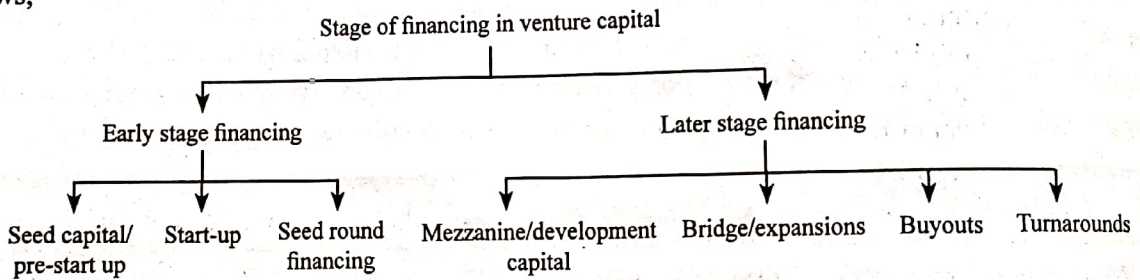 Stage of financing in venture capital
Early stage financing
Later stage financing
Seed capital/
pre-start up
Start-up
Seed round
financing
Mezzanine/development
capital
Bridge/expansions
Buyouts
Turnarounds